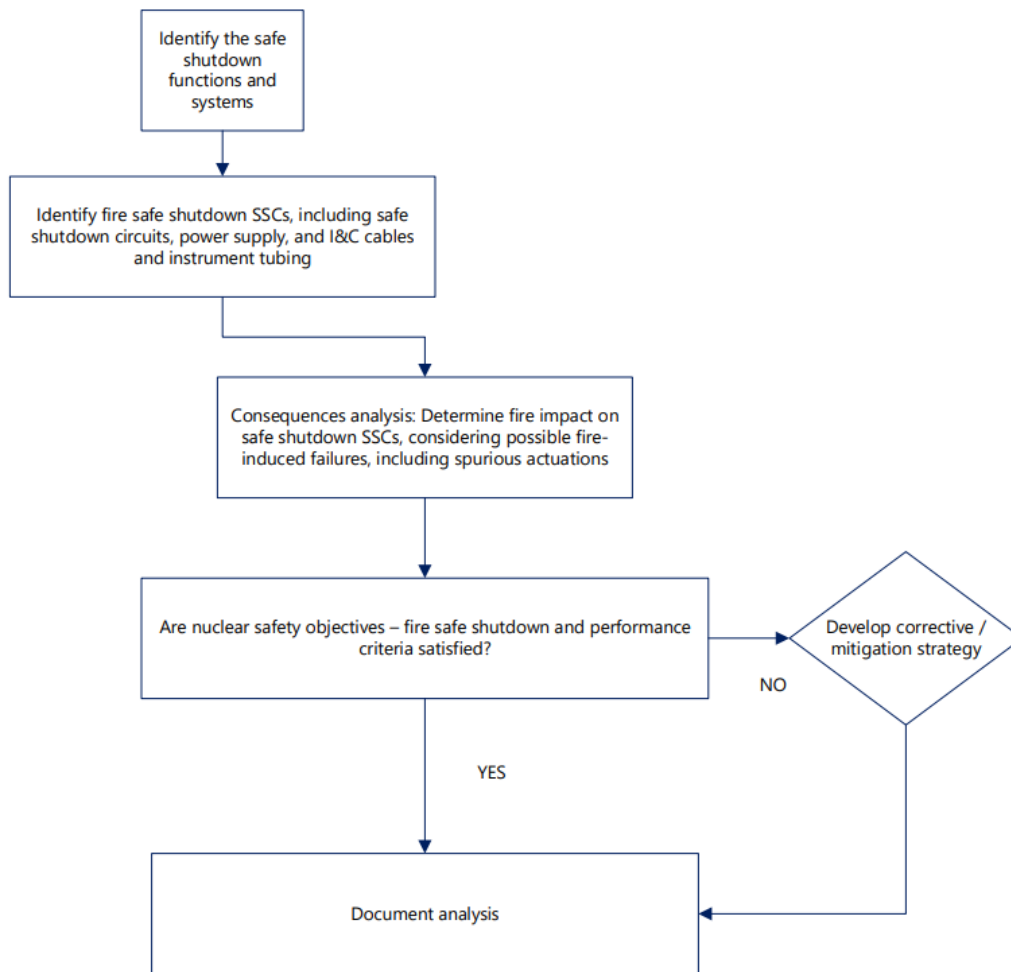 Identify the safe
shutdown
functions and
systems
Identify fire safe shutdown SSCs, including safe
shutdown circuits, power supply, and I&C cables
and instrument tubing
Consequences analysis: Determine fire impact on
safe shutdown SSCs, considering possible fire-
induced failures, including spurious actuations
Are nuclear safety objectives – fire safe shutdown and performance
criteria satisfied?
Develop corrective /
mitigation strategy
NO
YES
Document analysis